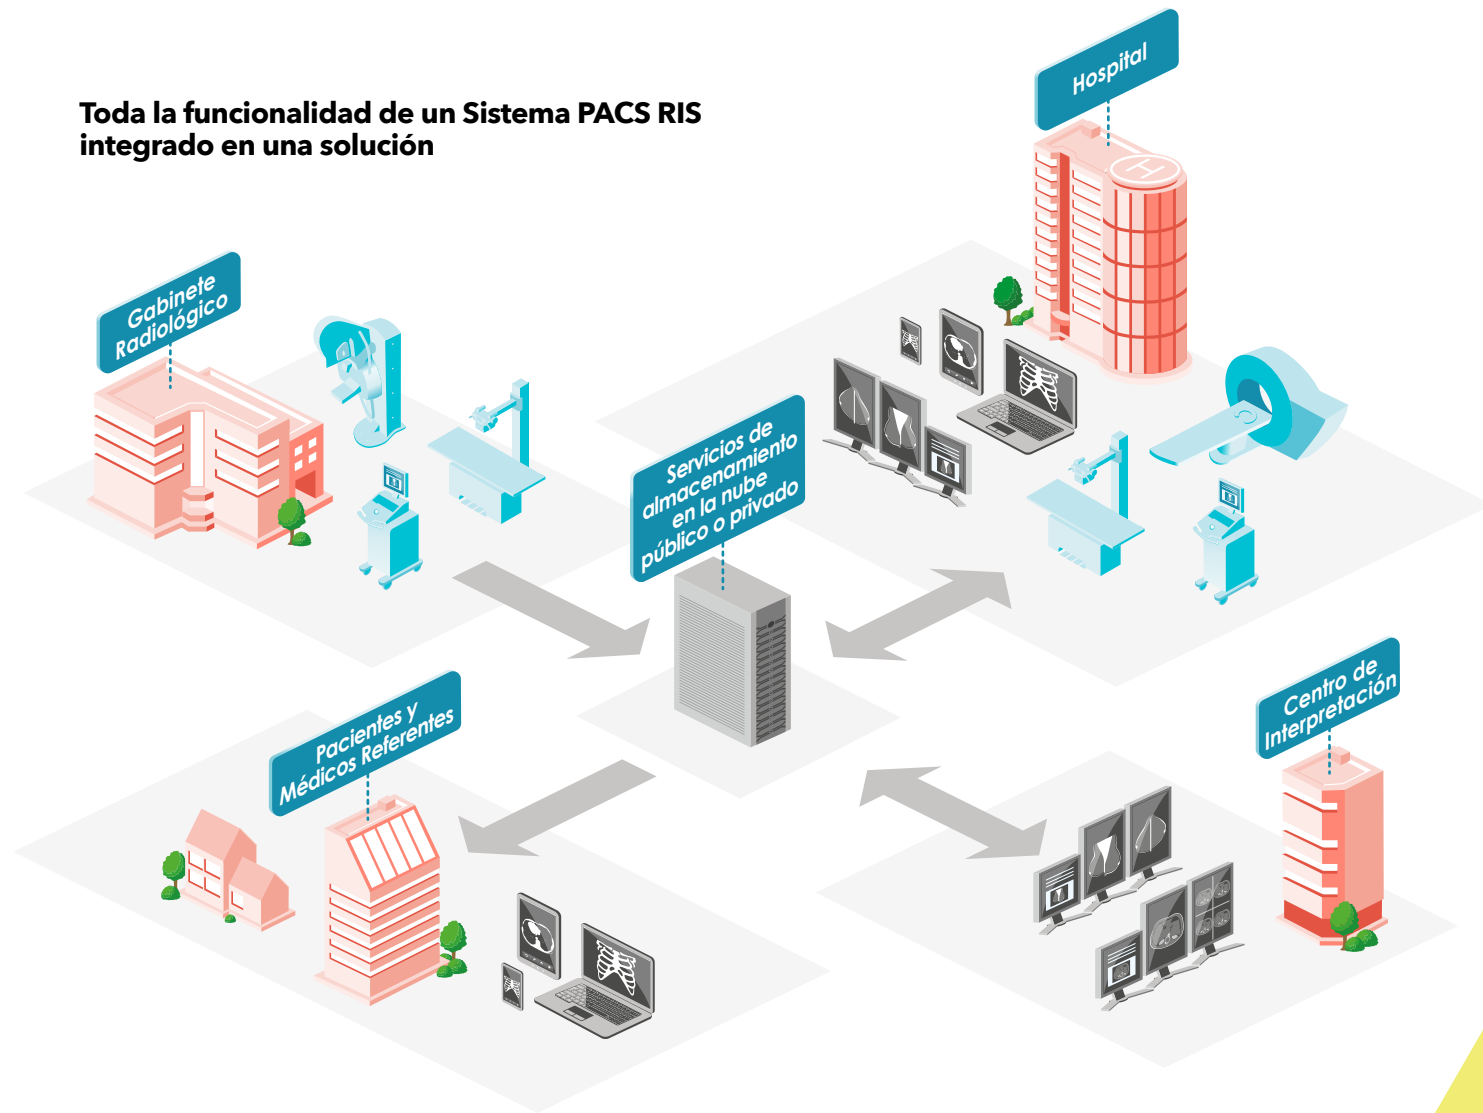 Toda la funcionalidad de un Sistema PACS RIS
integrado en una solución
Hospital
H
Gabinete
Radiológico
Servicios de
almacenamiento
en la nube
público o privado
Centro de
Interpretación
Pacientes y
Médicos Referentes